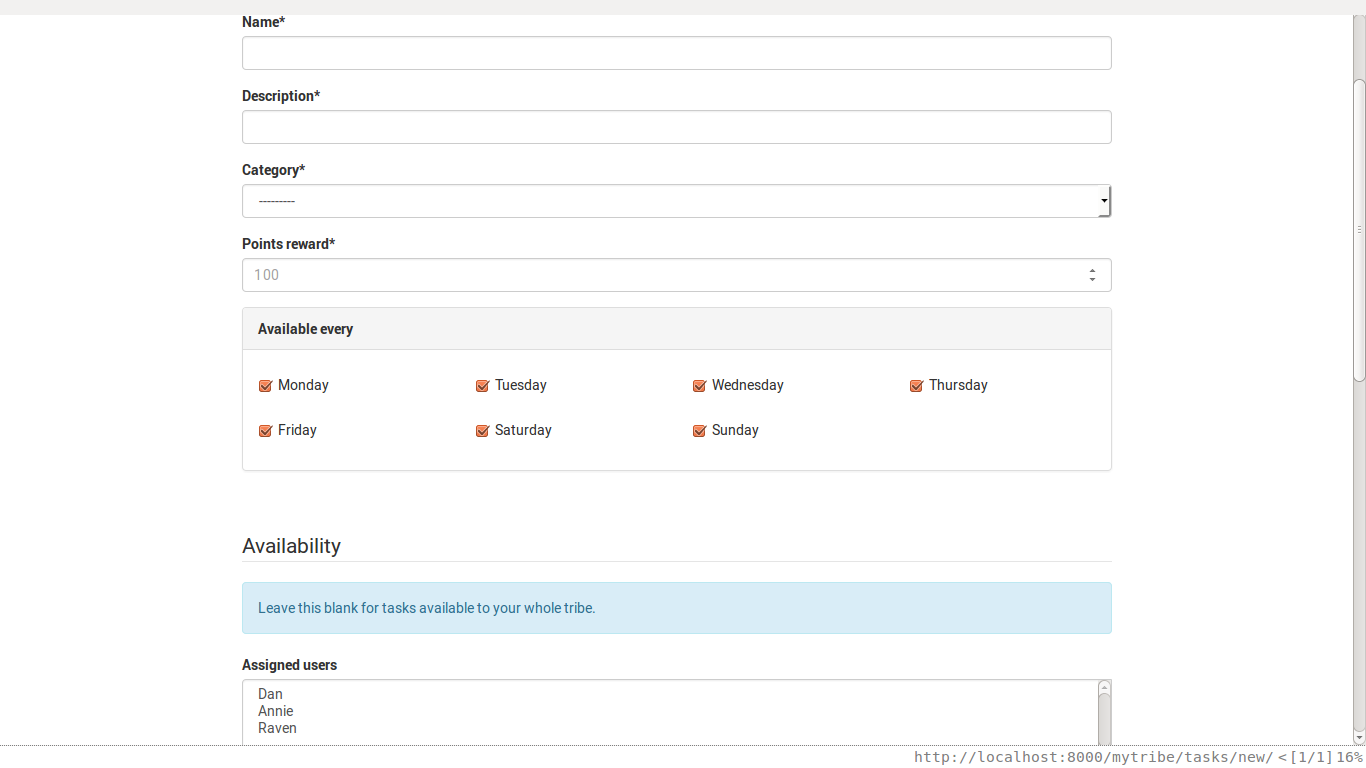 Name*
Description*
Category*
---------
Points reward*
100
Available every
Monday Tuesday Wednesday Thursday
Friday Saturday Sunday
Availability
Leave this blank for tasks available to your whole tribe.
Assigned users
Dan
Annie
Raven
http://localhost:8000/mytribe/tasks/new/ <[1/1] 16%